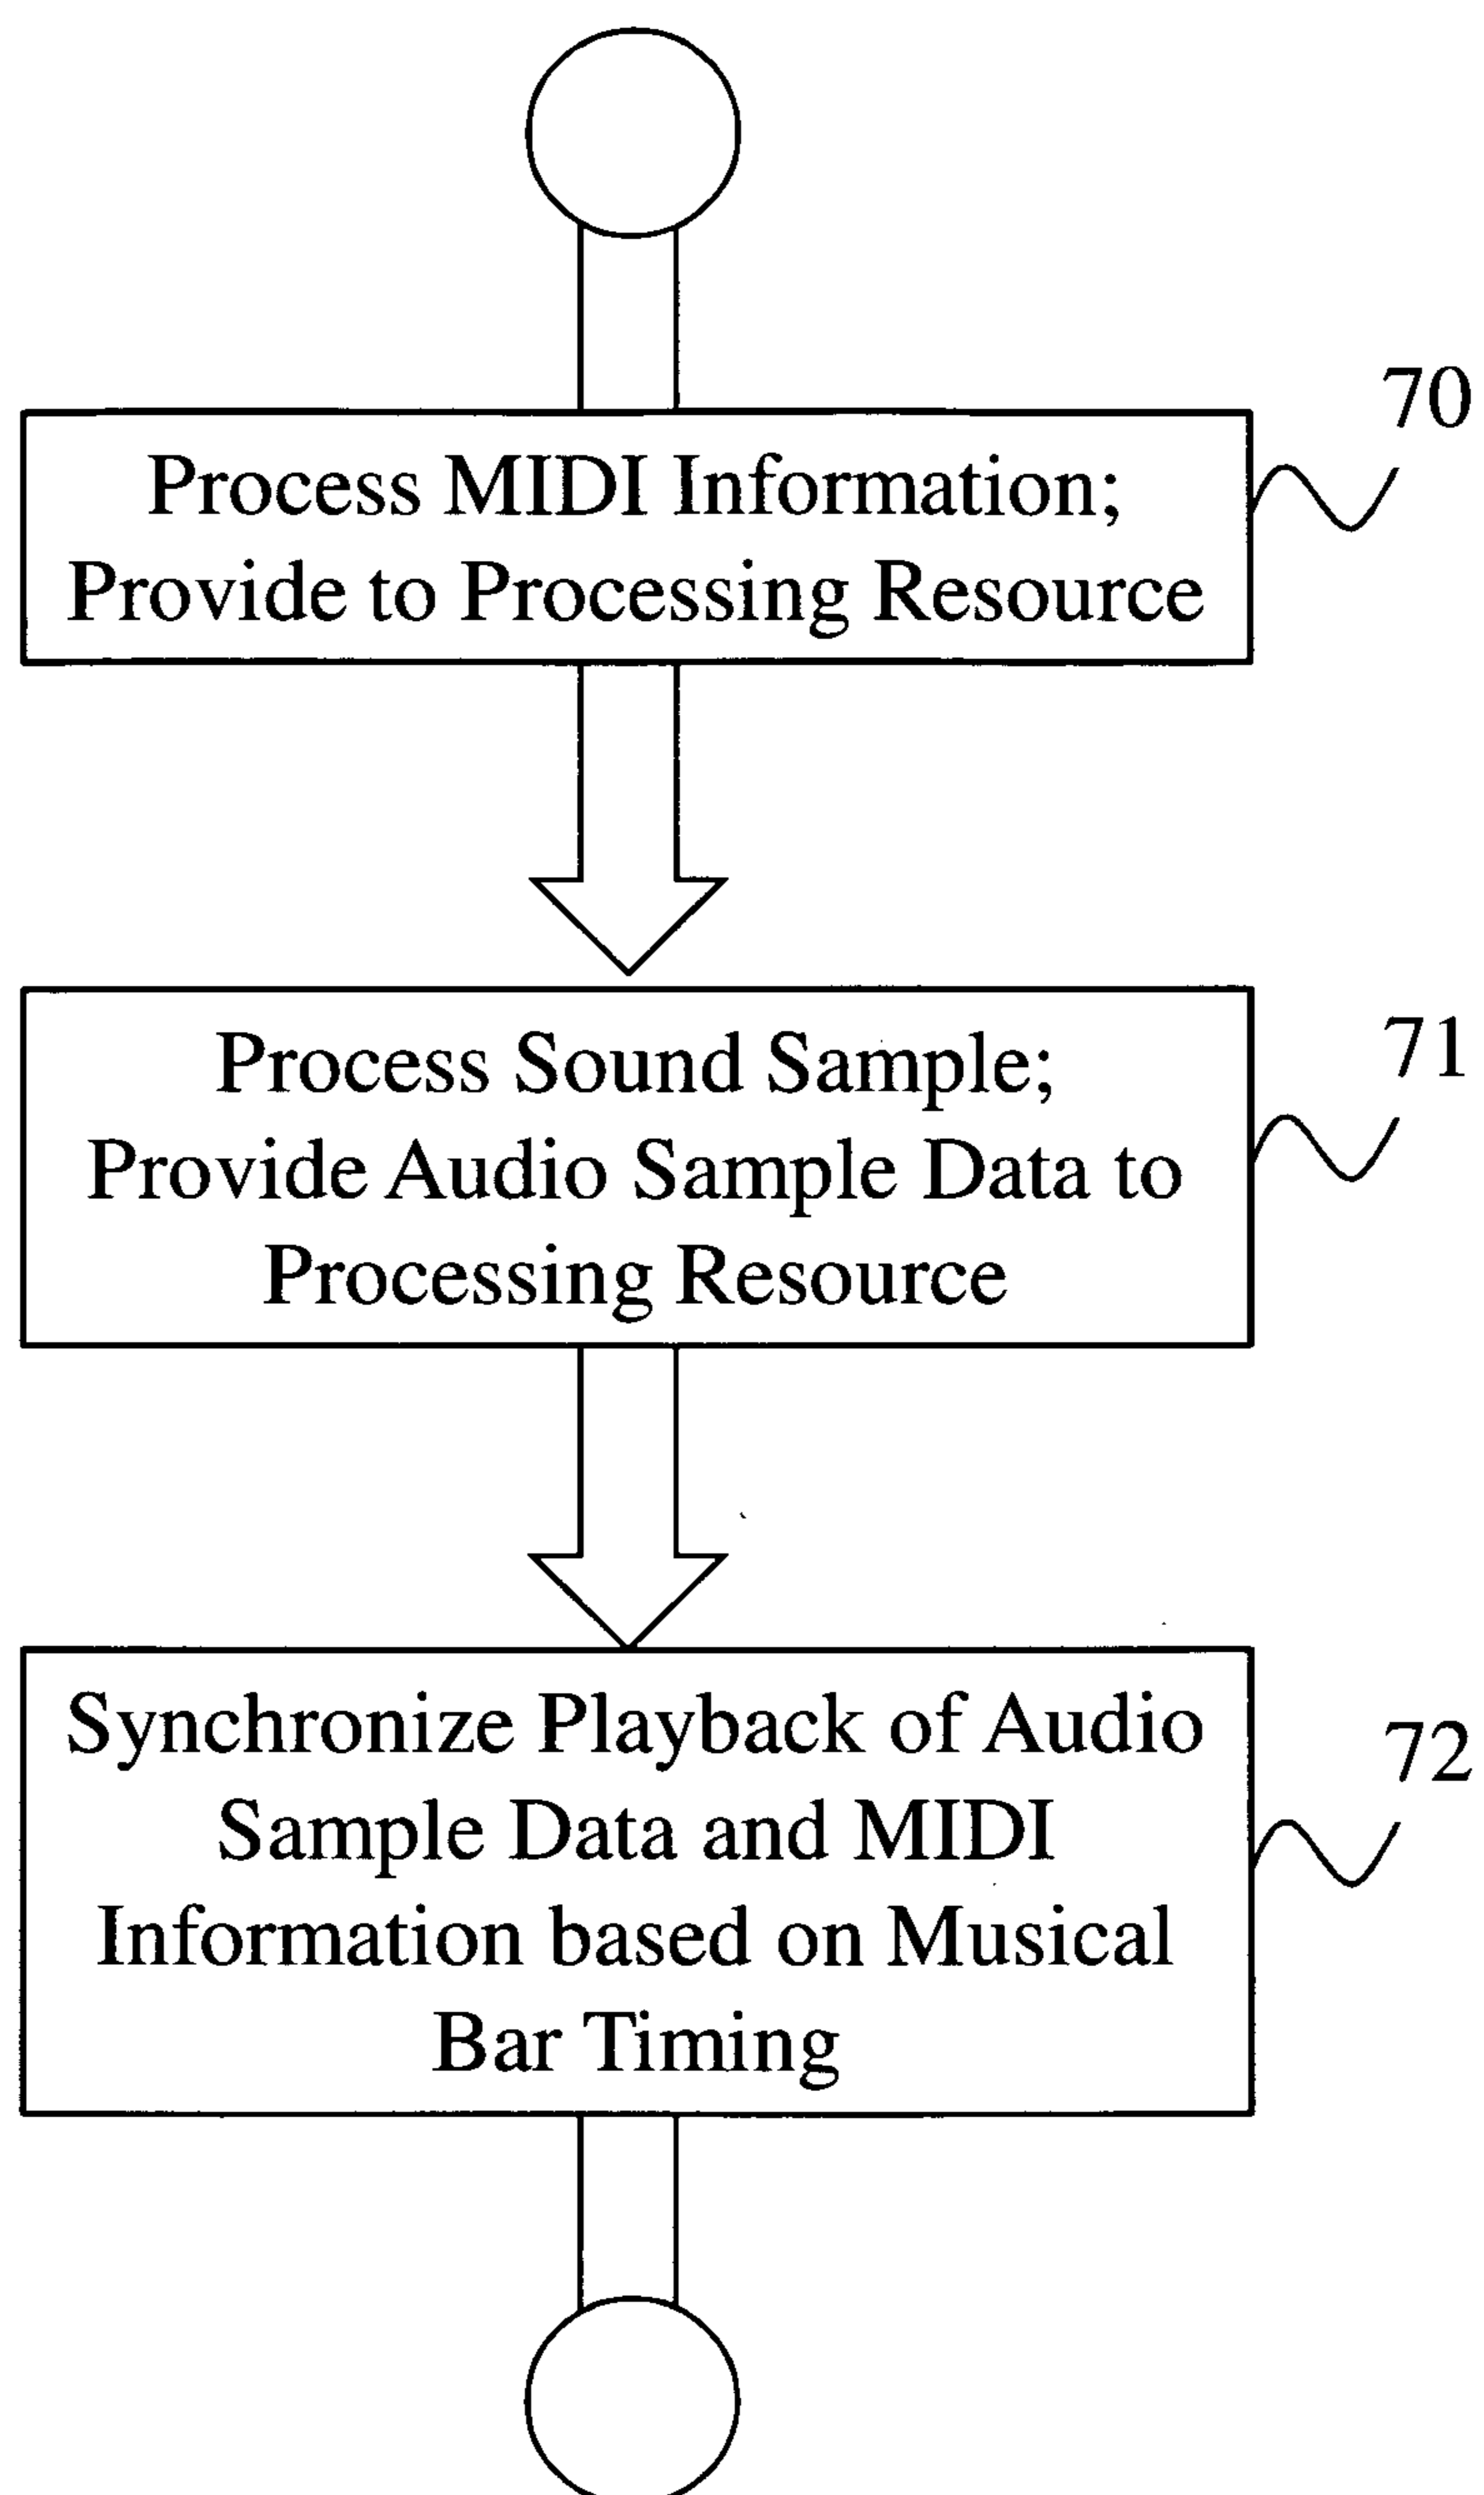 70
Process MIDI Information;
Provide to Processing Resource
71
Process Sound Sample;
Provide Audio Sample Data to
Processing Resource
72
Synchronize Playback of Audio
Sample Data and MIDI
Information based on Musical
Bar Timing